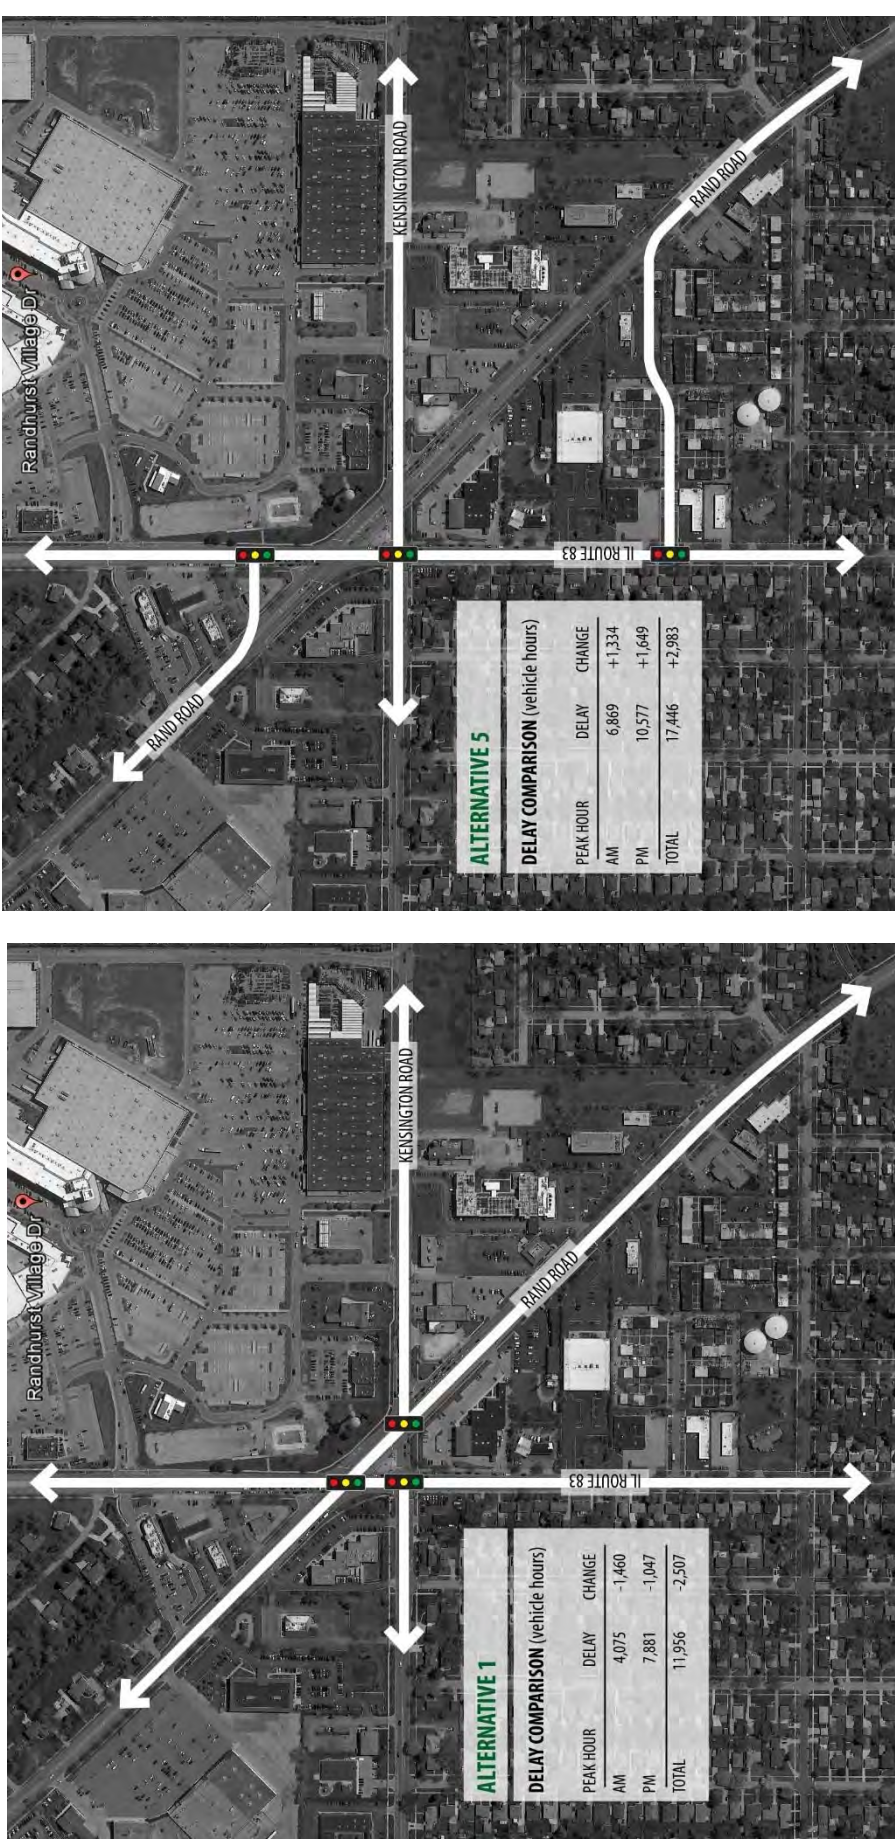 Randhurst Village Dr
KENSINGTON ROAD
RAND ROAD
IL ROUTE 83
RAND ROAD
ALTERNATIVE 5
DELAY COMPARISON (vehicle hours)
PEAK HOUR DELAY CHANGE
AM 6,869 +1,334
PM 10,577 +1,649
TOTAL 17,446 +2,983
Randhurst Village Dr
KENSINGTON ROAD
RAND ROAD
IL ROUTE 83
ALTERNATIVE 1
DELAY COMPARISON (vehicle hours)
PEAK HOUR DELAY CHANGE
AM 4,075 -1,460
PM 7,881 -1,047
TOTAL 11,956 -2,507